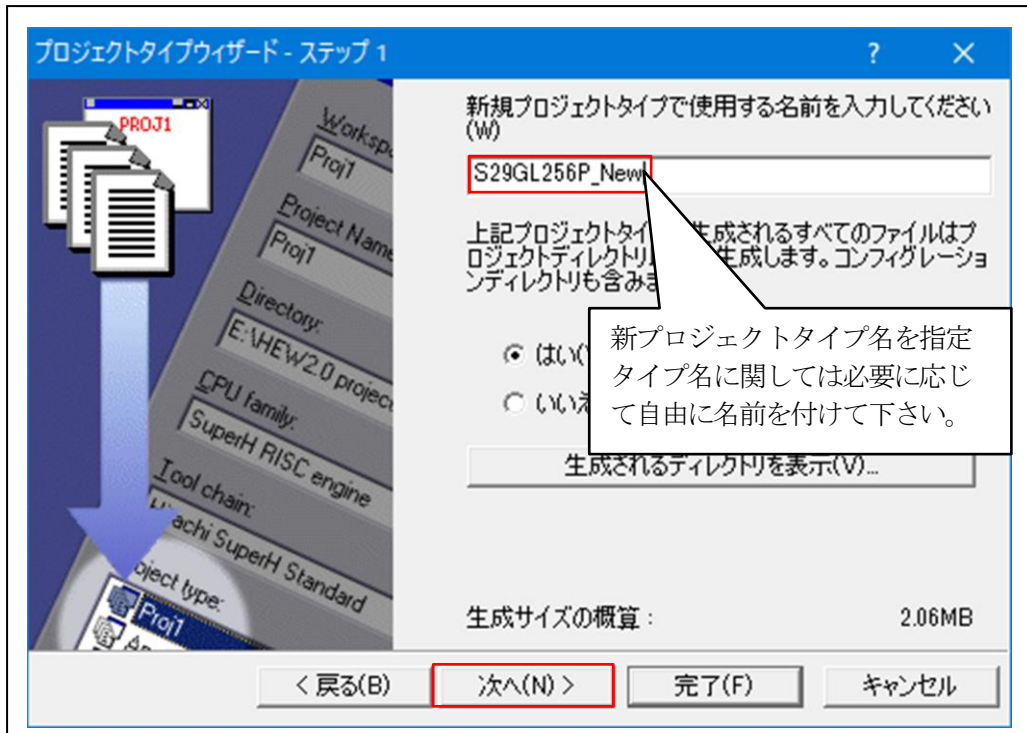 プロジェクトタイプウィザード - ステップ 1
? ×
PROJ1
Workspa
Proj1
Project Name
Proj1
Directory:
E:\HEW2.0 project
CPU family:
SuperH RISC engine
Tool chain:
achi SuperH Standard
oject type:
Proj1
新規プロジェクトタイプで使用する名前を入力してください
(W)
S29GL256P_New
上記プロジェクトタイ 生成されるすべてのファイルはプ
ロジェクトディレクトリ 生成します。コンフィグレーショ
ンディレクトリも含みま
はい(
いいえ
新プロジェクトタイプ名を指定
タイプ名に関しては必要に応じ
て自由に名前を付けて下さい。
生成されるディレクトリを表示(V)...
生成サイズの概算 : 2.06MB
< 戻る(B) 次へ(N) > 完了(F) キャンセル